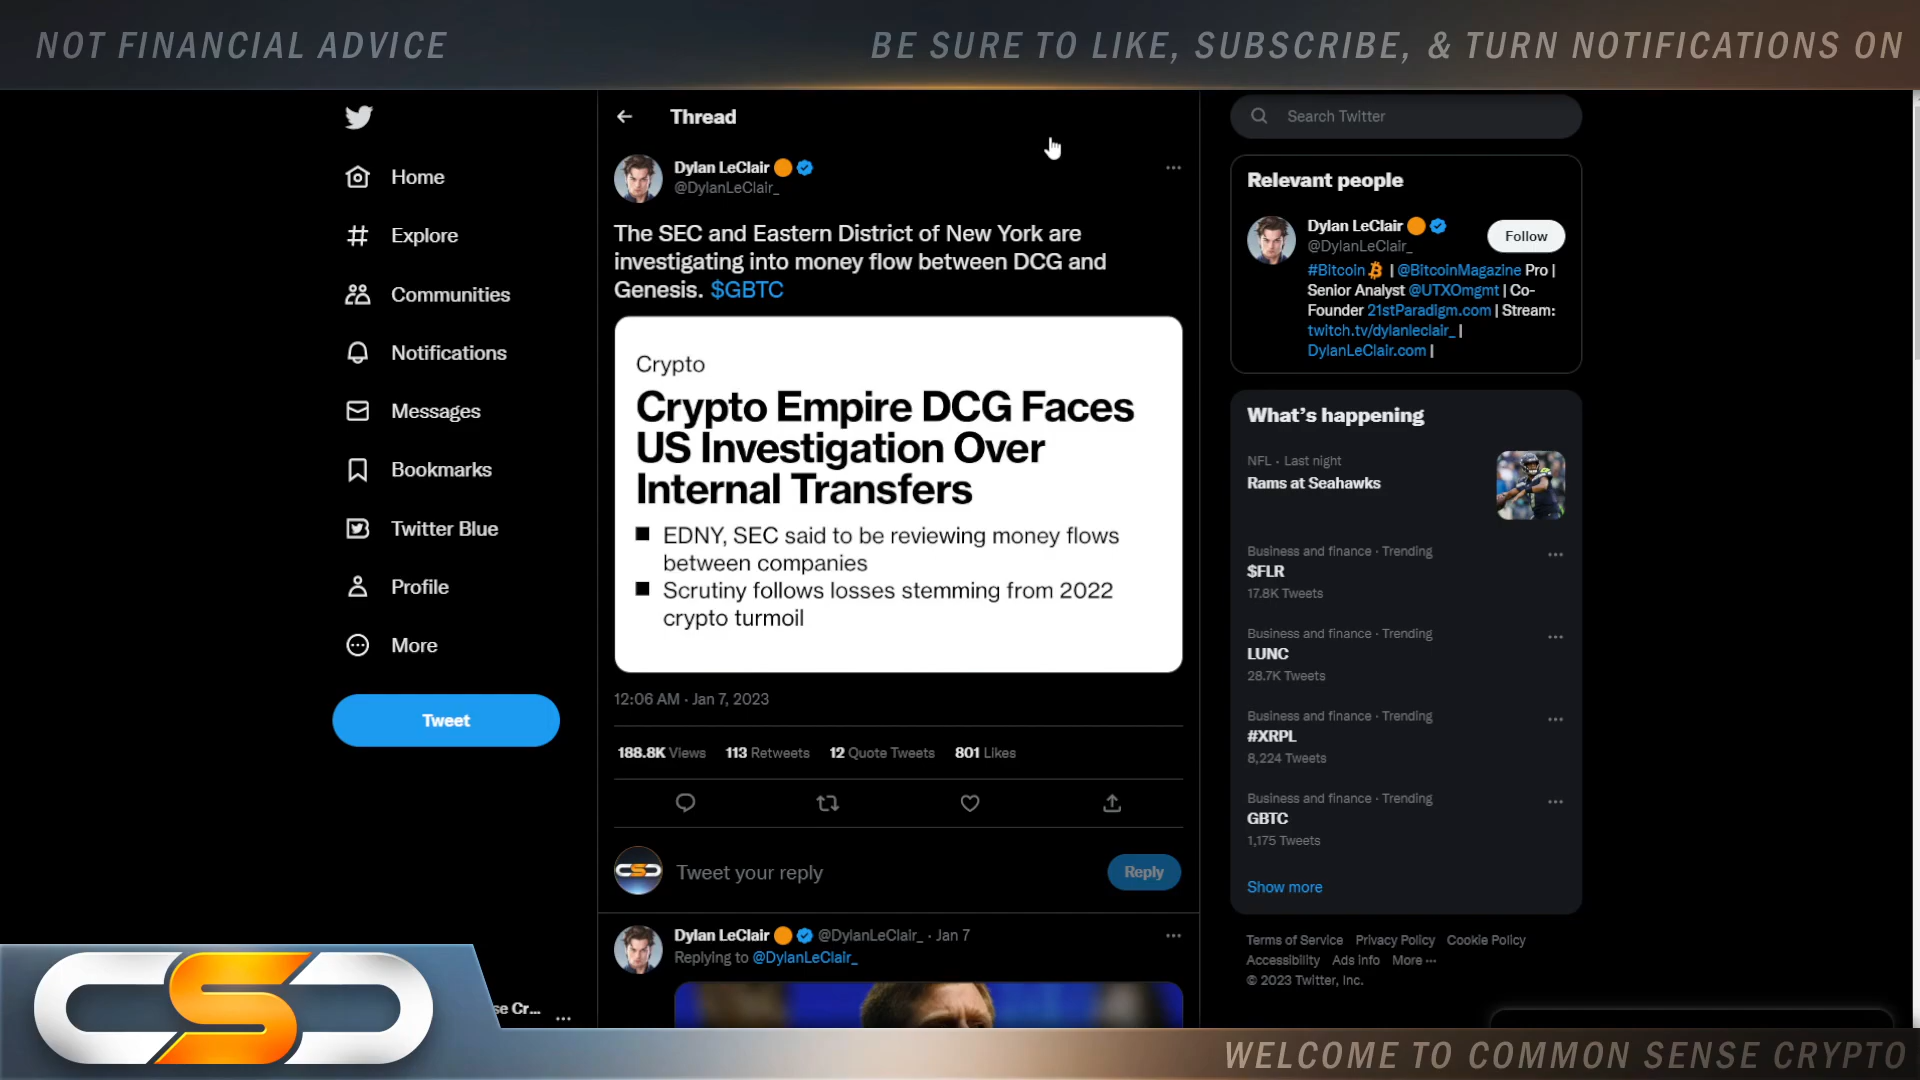 NOT FINANCIAL ADVICE
BE SURE TO LIKE, SUBSCRIBE, & TURN NOTIFICATIONS ON
Home
Explore
Communities
Notifications
Messages
Bookmarks
Twitter Blue
Profile
More
Tweet
se Cr...
Thread
Dylan LeClair
@DylanLeClair_
The SEC and Eastern District of New York are
investigating into money flow between DCG and
Genesis. $GBTC
Crypto
Crypto Empire DCG Faces
US Investigation Over
Internal Transfers
■ EDNY, SEC said to be reviewing money flows
between companies
■ Scrutiny follows losses stemming from 2022
crypto turmoil
12:06 AM · Jan 7, 2023
188.8K Views 113 Retweets 12 Quote Tweets 801 Likes
CSC
Tweet your reply
Reply
Dylan LeClair @DylanLeClair_ · Jan 7
Replying to @DylanLeClair_
Search Twitter
Relevant people
Dylan LeClair
@DylanLeClair_
Follow
#Bitcoin | @BitcoinMagazine Pro |
Senior Analyst @UTXOmgmt | Co-
Founder 21stParadigm.com | Stream:
twitch.tv/dylanleclair_ |
DylanLeClair.com |
What's happening
NFL · Last night
Rams at Seahawks
Business and finance · Trending
$FLR
17.8K Tweets
Business and finance · Trending
LUNC
28.7K Tweets
Business and finance · Trending
#XRPL
8,224 Tweets
Business and finance · Trending
GBTC
1,175 Tweets
Show more
Terms of Service Privacy Policy Cookie Policy
Accessibility Ads info More ···
© 2023 Twitter, Inc.
CSC
WELCOME TO COMMON SENSE CRYPTO